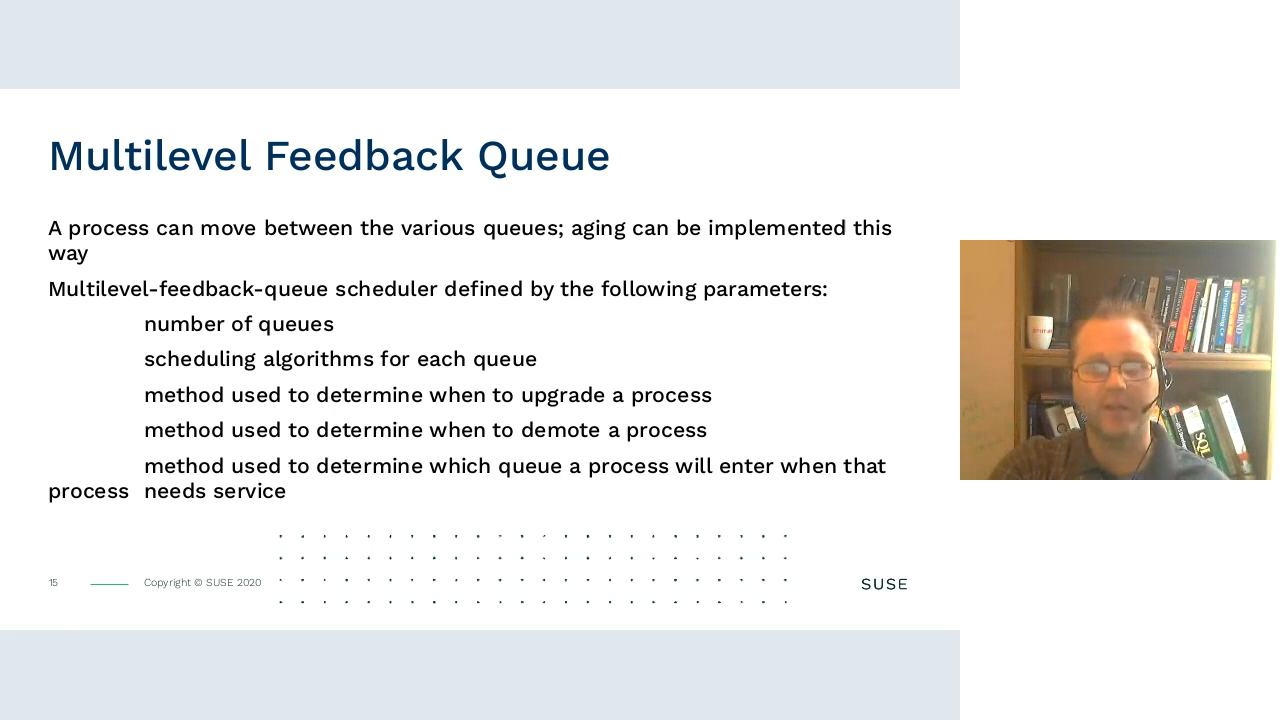 Multilevel Feedback Queue
A process can move between the various queues; aging can be implemented this
way
Multilevel-feedback-queue scheduler defined by the following parameters:
number of queues
scheduling algorithms for each queue
method used to determine when to upgrade a process
method used to determine when to demote a process
method used to determine which queue a process will enter when that
process needs service
15 Copyright © SUSE 2020
SUSE
SQL